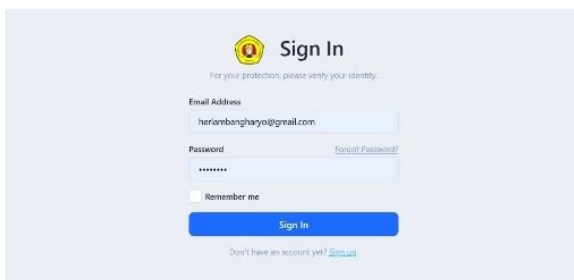 Sign In
For your protection, please verify your identity.
Email Address
herlambangharyo@gmail.com
Password Forgot Password?
••••••••
Remember me
Sign In
Don't have an account yet? Sign up